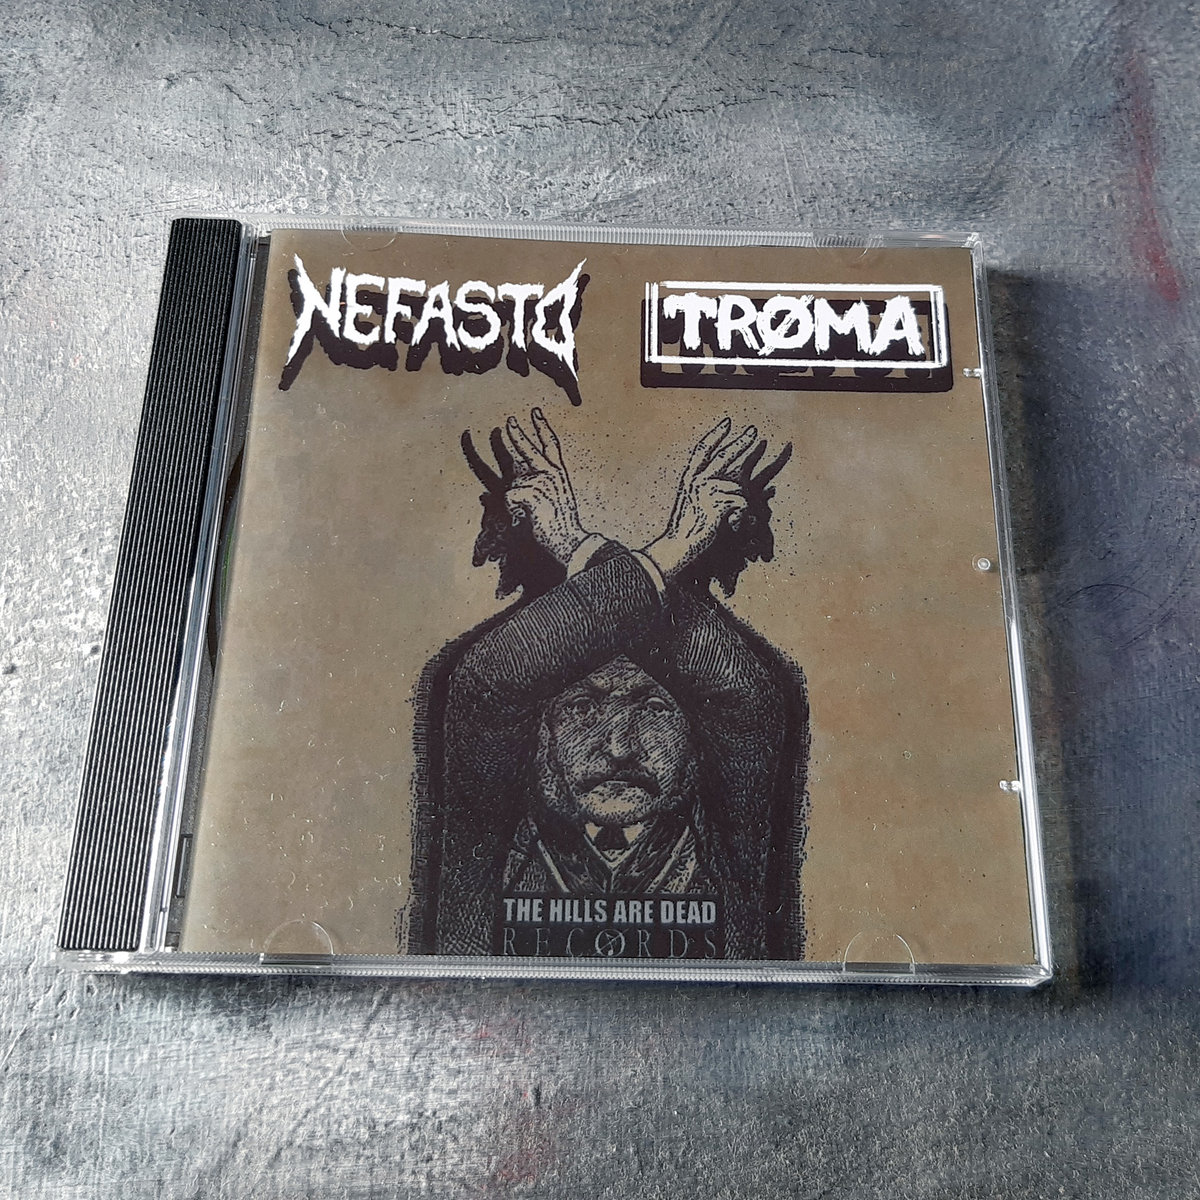 NEFASTO
TRØMA
THE HILLS ARE DEAD
RECØRDS